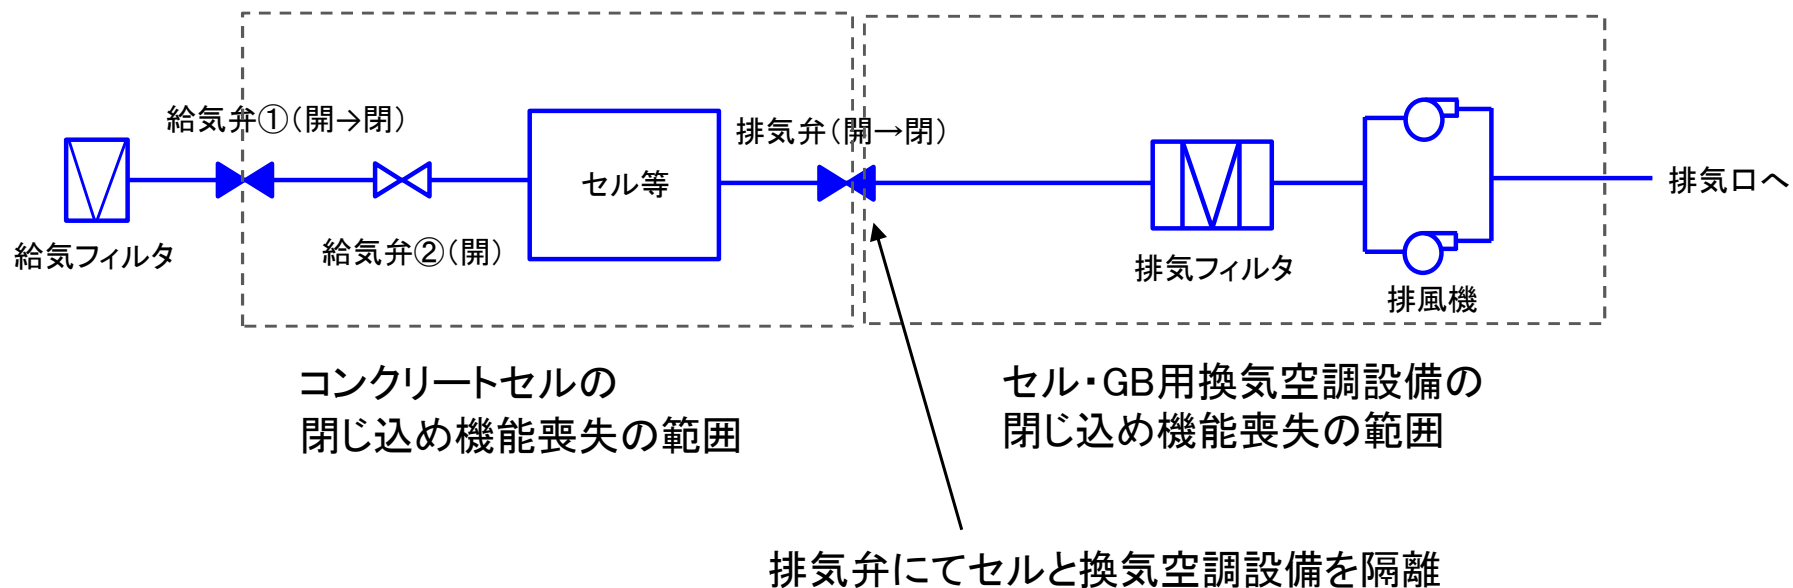 給気弁①(開→閉)
排気弁(開→閉)
セル等
排気口へ
給気フィルタ
給気弁②(開)
排気フィルタ
排風機
コンクリートセルの
閉じ込め機能喪失の範囲
セル・GB用換気空調設備の
閉じ込め機能喪失の範囲
排気弁にてセルと換気空調設備を隔離